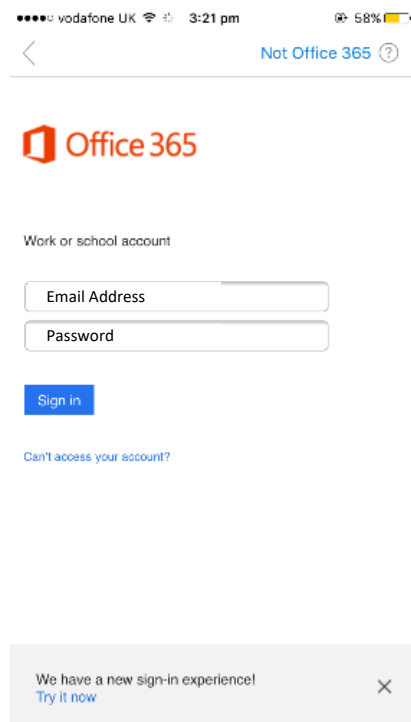 vodafone UK 3:21 pm 58%
Not Office 365 ?
Office 365
Work or school account
Email Address
Password
Sign in
Can't access your account?
We have a new sign-in experience!
Try it now